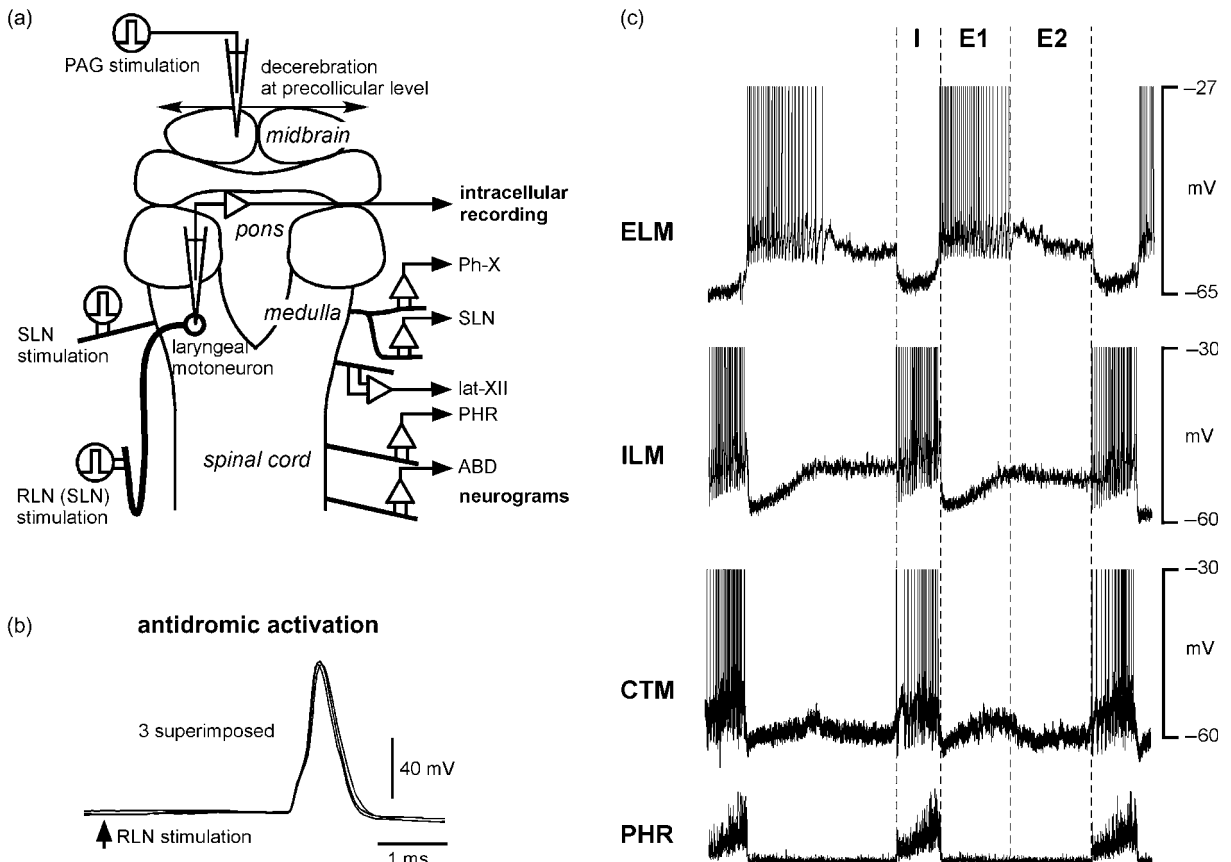 (a)
PAG stimulation
decerebration
at precollicular level
midbrain
intracellular
recording
pons
Ph-X
medulla
SLN
SLN
stimulation
laryngeal
motoneuron
lat-XII
PHR
spinal cord
ABD
RLN (SLN)
stimulation
neurograms
(b)
antidromic activation
3 superimposed
40 mV
RLN stimulation
1 ms
(c)
I E1 E2
–27
mV
ELM
–65
–30
mV
ILM
–60
–30
mV
CTM
–60
PHR